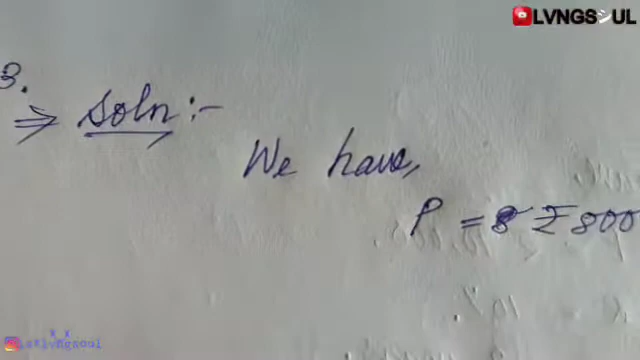 LVNGSOUL
3.
⇒ Soln :-
We have,
P = ₹ 800